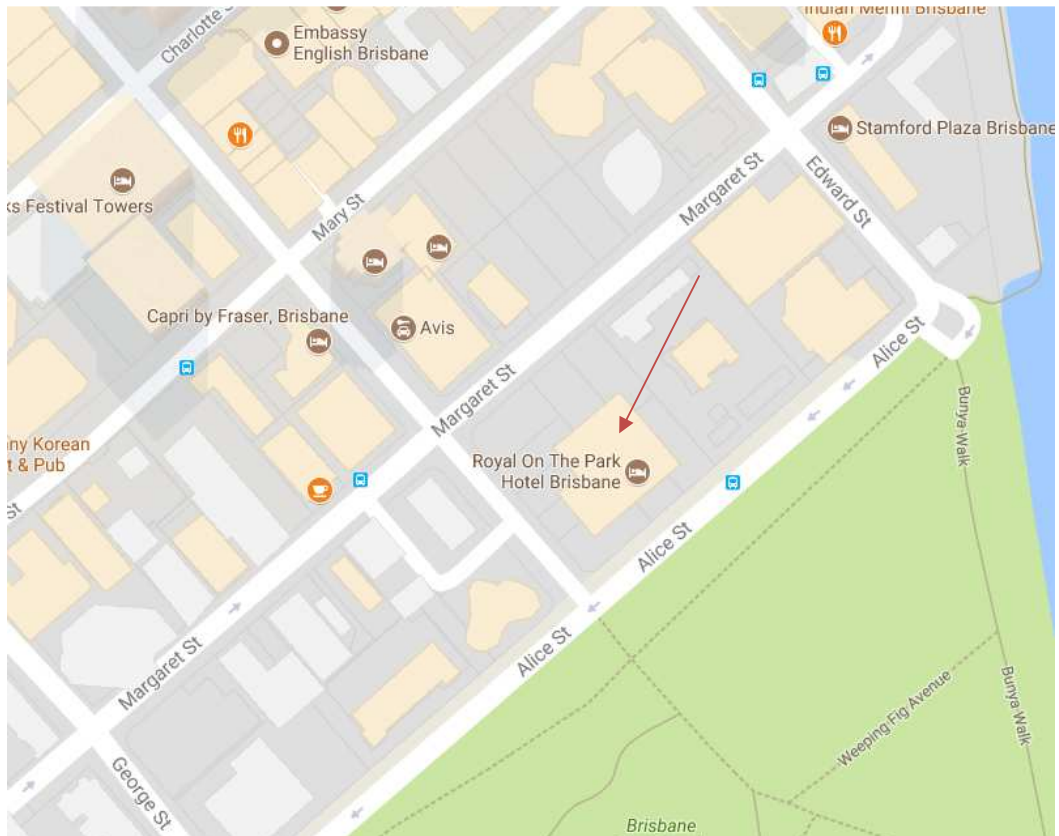 Indian Mehfil Brisbane
Charlotte S
Embassy
English Brisbane
Stamford Plaza Brisbane
Margaret St
Edward St
ks Festival Towers
Mary St
Capri by Fraser, Brisbane
Avis
Alice St
Margaret St
Bunya Walk
ny Korean
t & Pub
Royal On The Park
Hotel Brisbane
St
Alice St
Alice St
Margaret St
Weeping Fig Avenue
Bunya Walk
George St
Brisbane